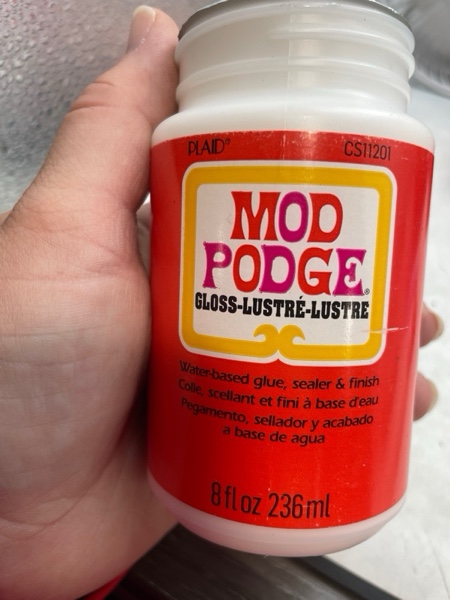 PLAID® CS11201
MOD
PODGE®
GLOSS-LUSTRÉ-LUSTRE
Water-based glue, sealer & finish
Colle, scellant et fini à base d'eau
Pegamento, sellador y acabado
a base de agua
8 fl oz 236 ml